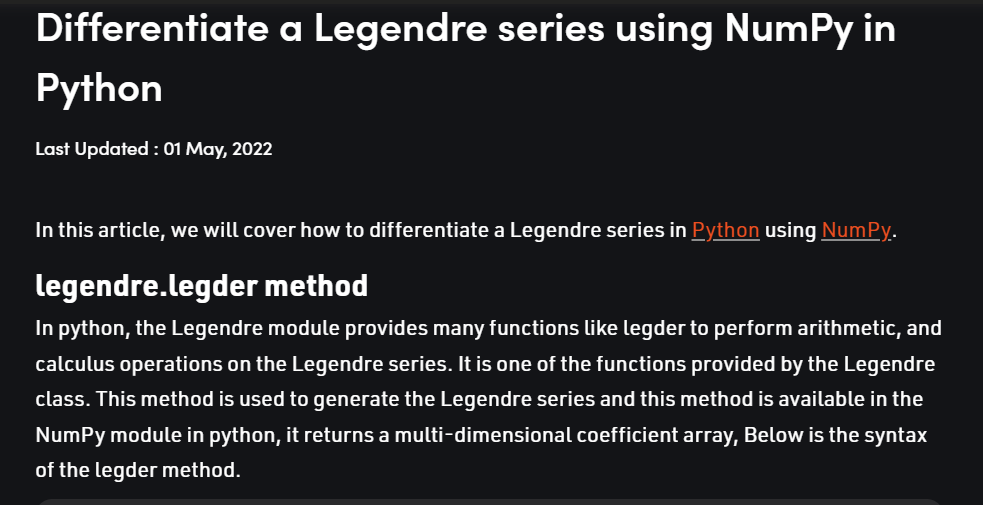 Differentiate a Legendre series using NumPy in
Python
Last Updated : 01 May, 2022
In this article, we will cover how to differentiate a Legendre series in Python using NumPy.
legendre.legder method
In python, the Legendre module provides many functions like legder to perform arithmetic, and
calculus operations on the Legendre series. It is one of the functions provided by the Legendre
class. This method is used to generate the Legendre series and this method is available in the
NumPy module in python, it returns a multi-dimensional coefficient array, Below is the syntax
of the legder method.